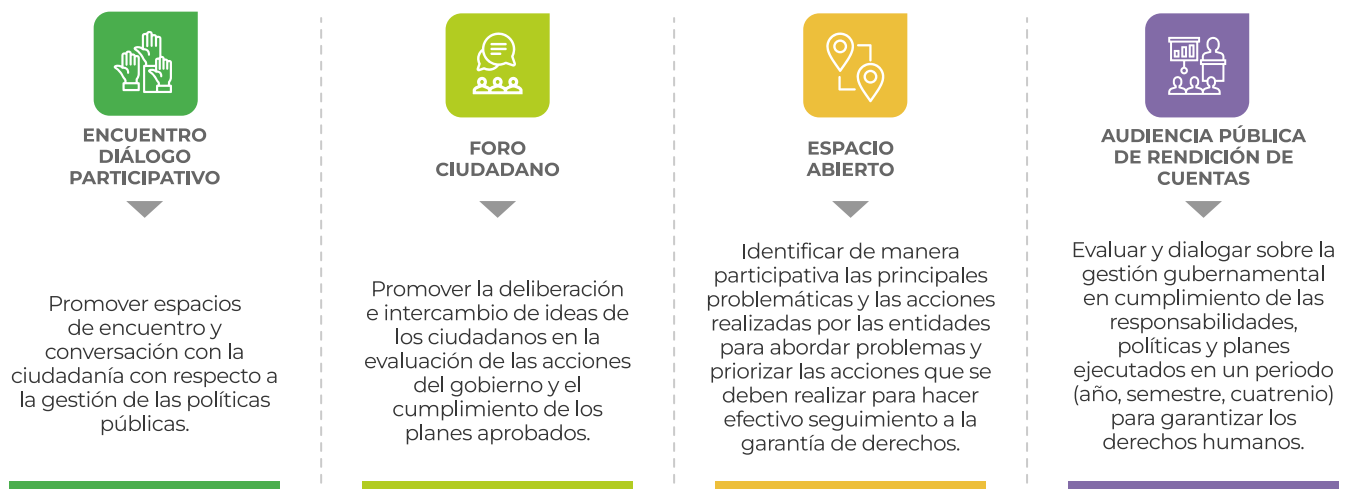 ENCUENTRO
DIÁLOGO
PARTICIPATIVO
Promover espacios
de encuentro y
conversación con la
ciudadanía con respecto a
la gestión de las políticas
públicas.
FORO
CIUDADANO
Promover la deliberación
e intercambio de ideas de
los ciudadanos en la
evaluación de las acciones
del gobierno y el
cumplimiento de los
planes aprobados.
ESPACIO
ABIERTO
Identificar de manera
participativa las principales
problemáticas y las acciones
realizadas por las entidades
para abordar problemas y
priorizar las acciones que se
deben realizar para hacer
efectivo seguimiento a la
garantía de derechos.
AUDIENCIA PÚBLICA
DE RENDICIÓN DE
CUENTAS
Evaluar y dialogar sobre la
gestión gubernamental
en cumplimiento de las
responsabilidades,
políticas y planes
ejecutados en un periodo
(año, semestre, cuatrenio)
para garantizar los
derechos humanos.